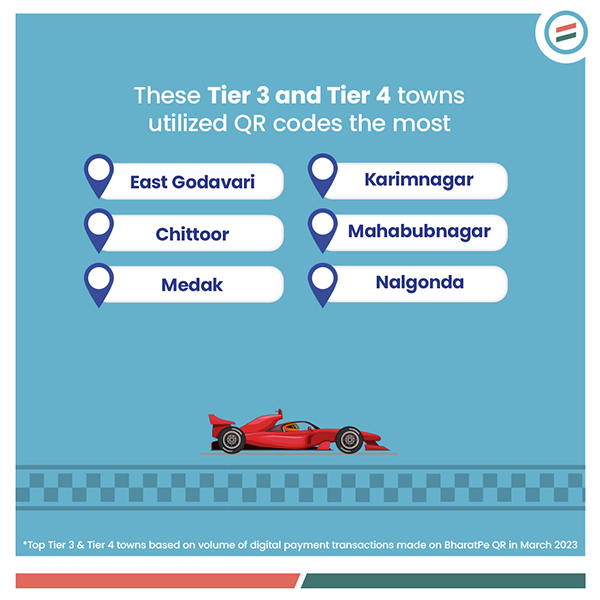 These Tier 3 and Tier 4 towns
utilized QR codes the most
East Godavari
Karimnagar
Chittoor
Mahabubnagar
Medak
Nalgonda
*Top Tier 3 & Tier 4 towns based on volume of digital payment transactions made on BharatPe QR in March 2023